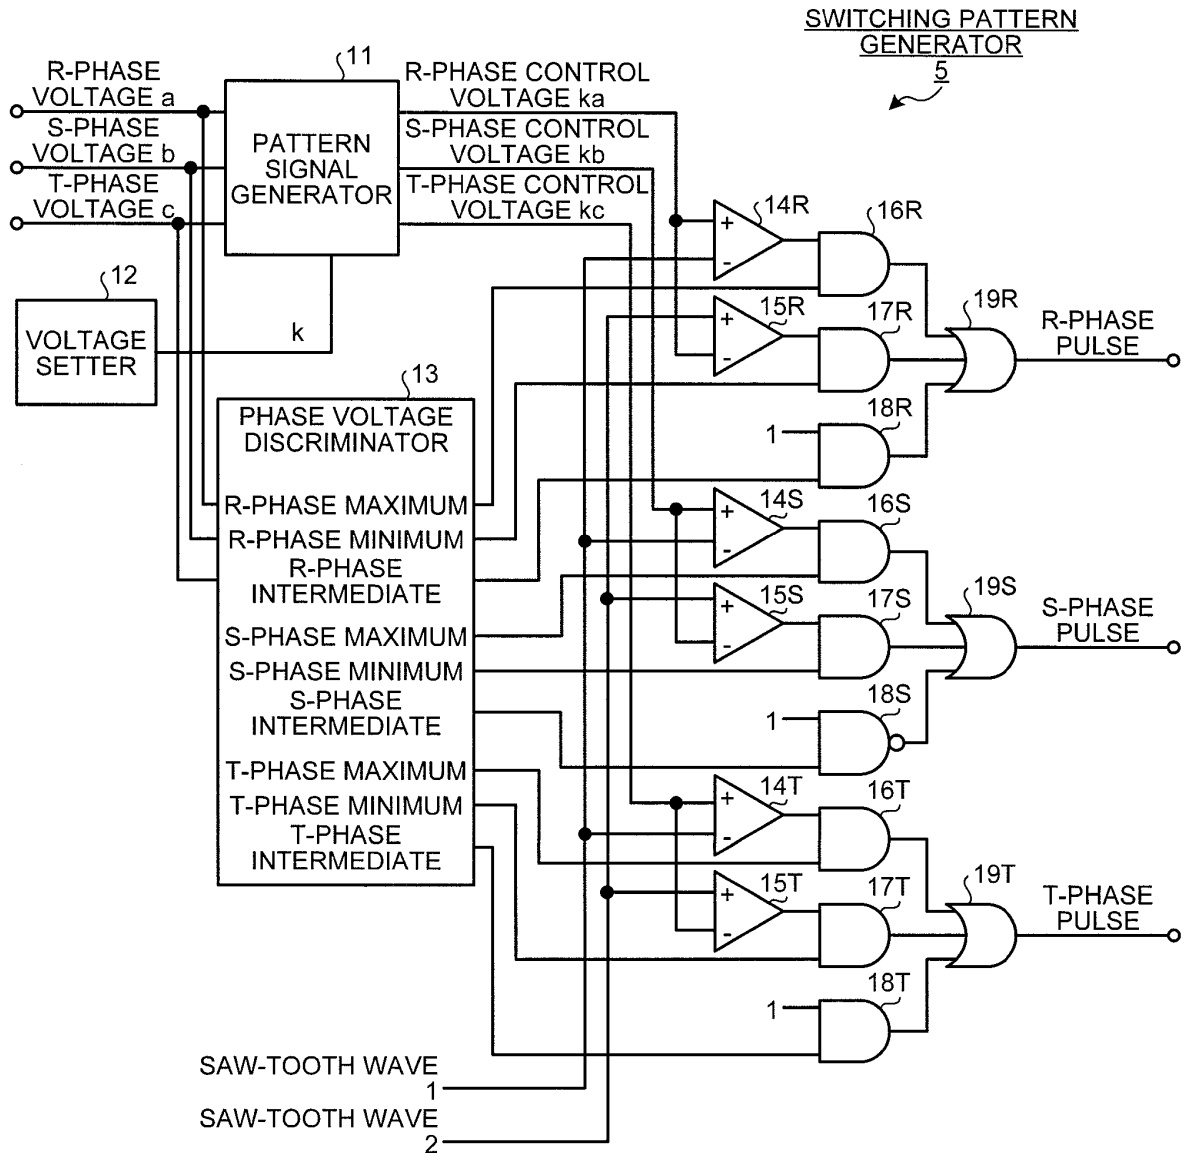 SWITCHING PATTERN
GENERATOR
5
11
R-PHASE
VOLTAGE a
S-PHASE
VOLTAGE b
T-PHASE
VOLTAGE c
PATTERN
SIGNAL
GENERATOR
R-PHASE CONTROL
VOLTAGE ka
S-PHASE CONTROL
VOLTAGE kb
T-PHASE CONTROL
VOLTAGE kc
12
VOLTAGE
SETTER
k
13
PHASE VOLTAGE
DISCRIMINATOR
R-PHASE MAXIMUM
R-PHASE MINIMUM
R-PHASE
INTERMEDIATE
S-PHASE MAXIMUM
S-PHASE MINIMUM
S-PHASE
INTERMEDIATE
T-PHASE MAXIMUM
T-PHASE MINIMUM
T-PHASE
INTERMEDIATE
+
-
14R
16R
+
-
15R
17R
19R
R-PHASE
PULSE
1
18R
+
-
14S
16S
+
-
15S
17S
19S
S-PHASE
PULSE
1
18S
+
-
14T
16T
+
-
15T
17T
19T
T-PHASE
PULSE
1
18T
SAW-TOOTH WAVE
1
SAW-TOOTH WAVE
2